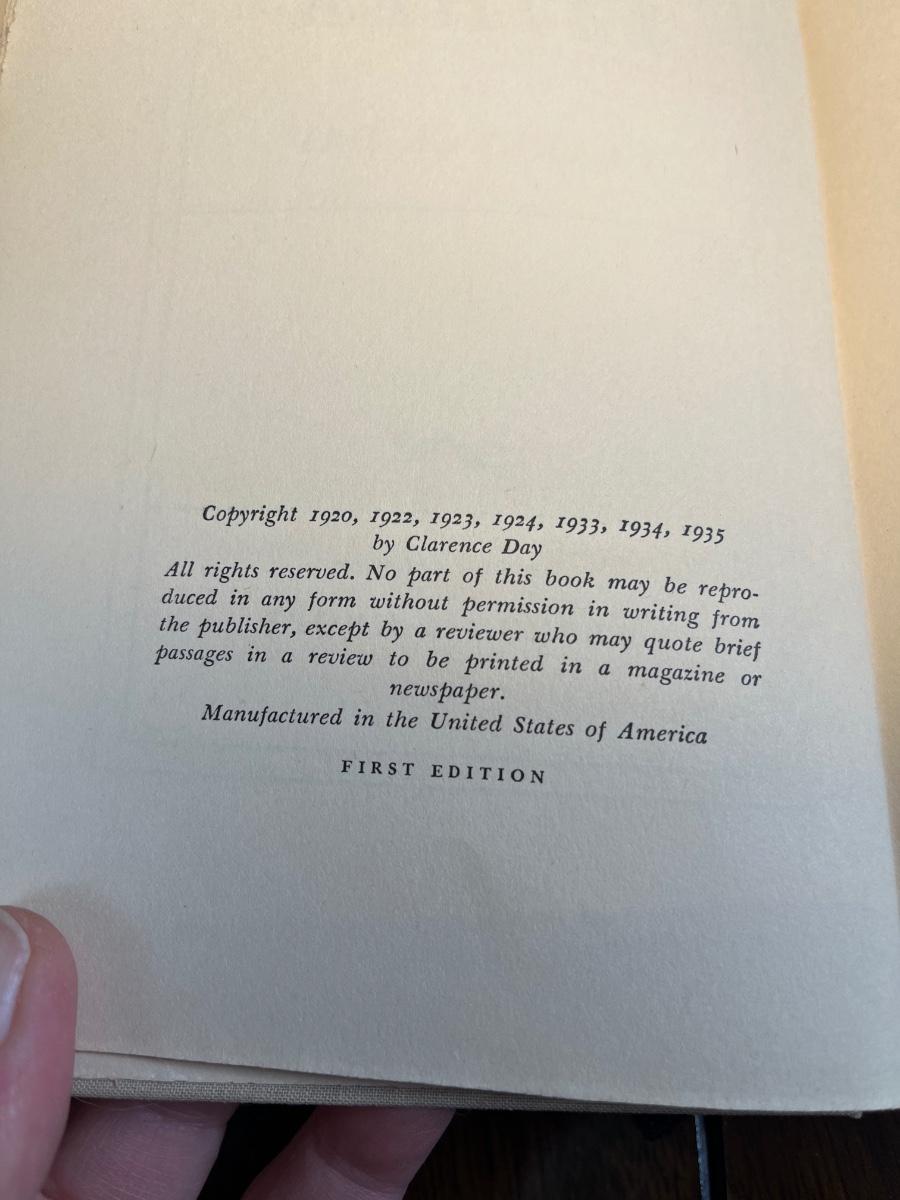 Copyright 1920, 1922, 1923, 1924, 1933, 1934, 1935
by Clarence Day
All rights reserved. No part of this book may be repro-
duced in any form without permission in writing from
the publisher, except by a reviewer who may quote brief
passages in a review to be printed in a magazine or
newspaper.
Manufactured in the United States of America
FIRST EDITION